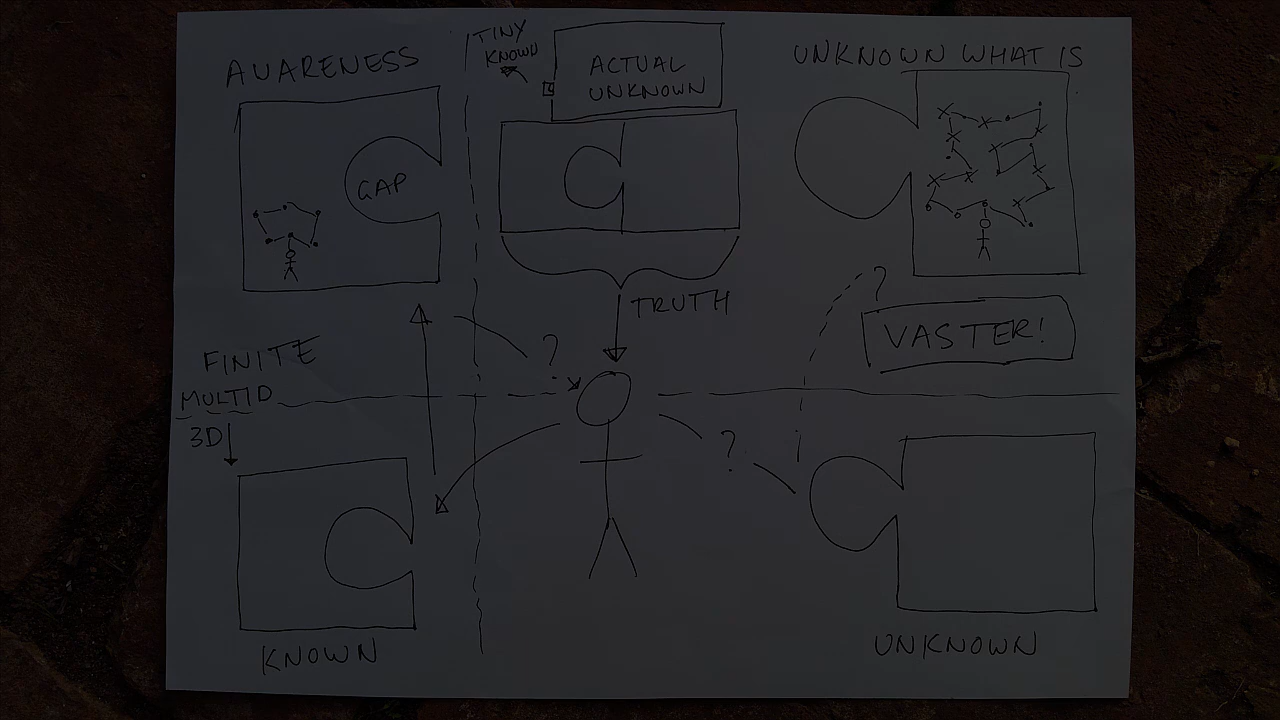 TINY
KNOWN
AUARENESS
ACTUAL
UNKNOWN
UNKNOWN WHAT IS
GAP
?
TRUTH
VASTER!
FINITE
?
MULTID
3D
?
KNOWN
UNKNOWN